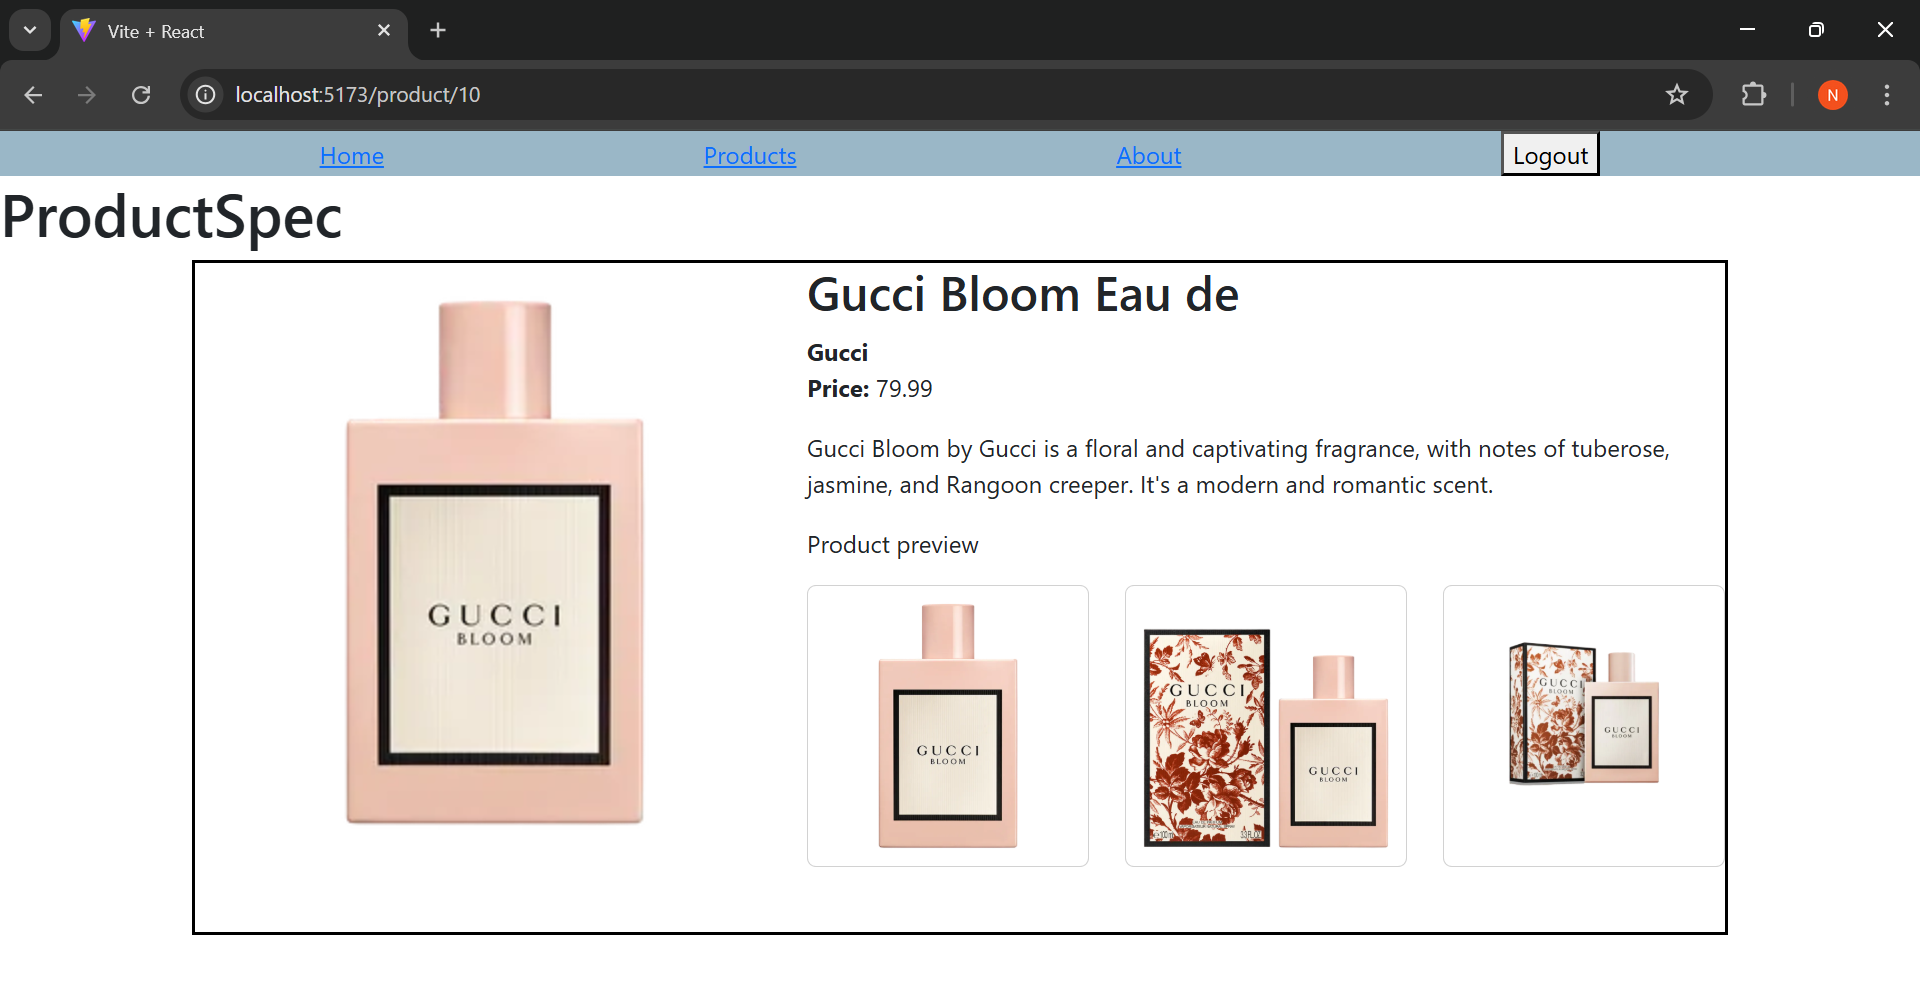 Vite + React
localhost:5173/product/10
N
Home Products About Logout
ProductSpec
Gucci Bloom Eau de
Gucci
Price: 79.99
Gucci Bloom by Gucci is a floral and captivating fragrance, with notes of tuberose,
jasmine, and Rangoon creeper. It's a modern and romantic scent.
Product preview
GUCCI
BLOOM
GUCCI
BLOOM
GUCCI
BLOOM
GUCCI
BLOOM
GUCCI
BLOOM
GUCCI
BLOOM